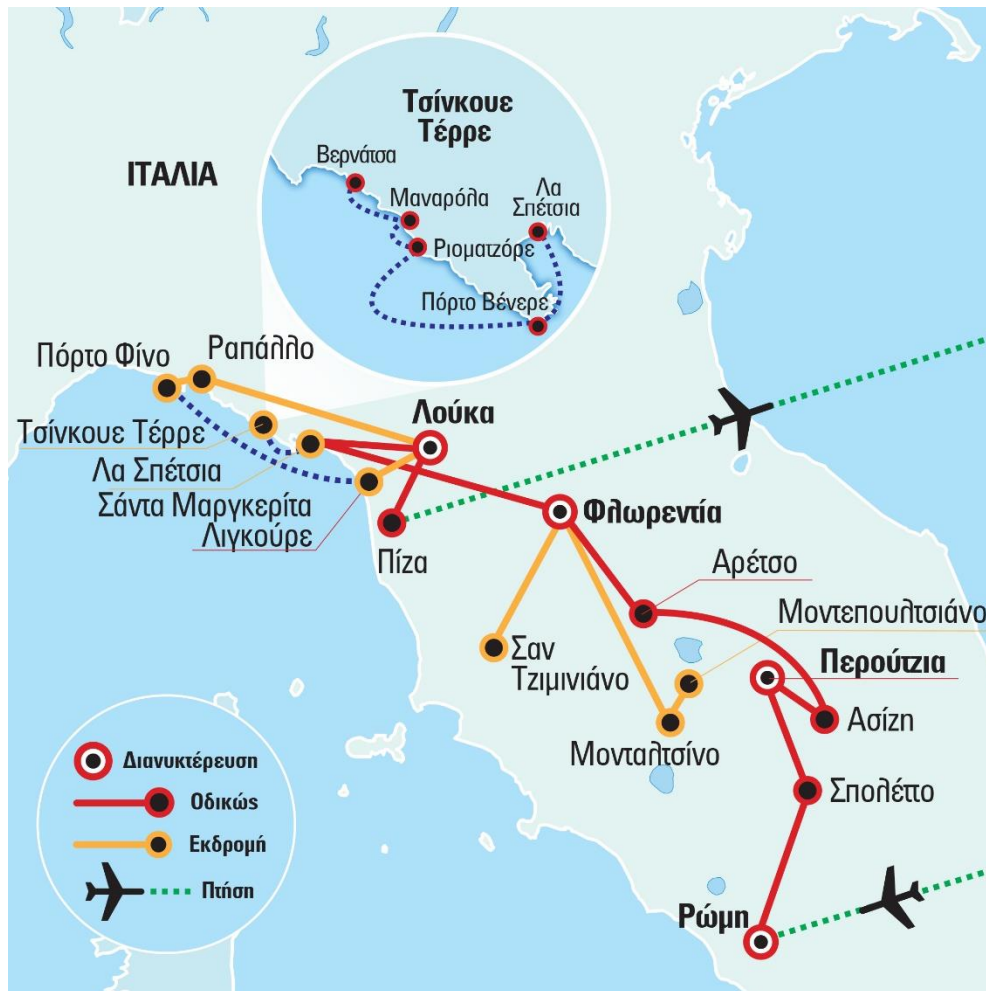 Τσίνκουε
Τέρρε
ΙΤΑΛΙΑ
Βερνάτσα
Μαναρόλα
Λα
Σπέτσια
Ριοματζόρε
Πόρτο Βένερε
Πόρτο Φίνο
Ραπάλλο
Λούκα
Τσίνκουε Τέρρε
Λα Σπέτσια
Σάντα Μαργκερίτα
Λιγκούρε
Πίζα
Φλωρεντία
Αρέτσο
Μοντεπουλτσιάνο
Σαν
Τζιμινιάνο
Περούτζια
Ασίζη
Μονταλτσίνο
Σπολέττο
Ρώμη
Διανυκτέρευση
Οδικώς
Εκδρομή
Πτήση